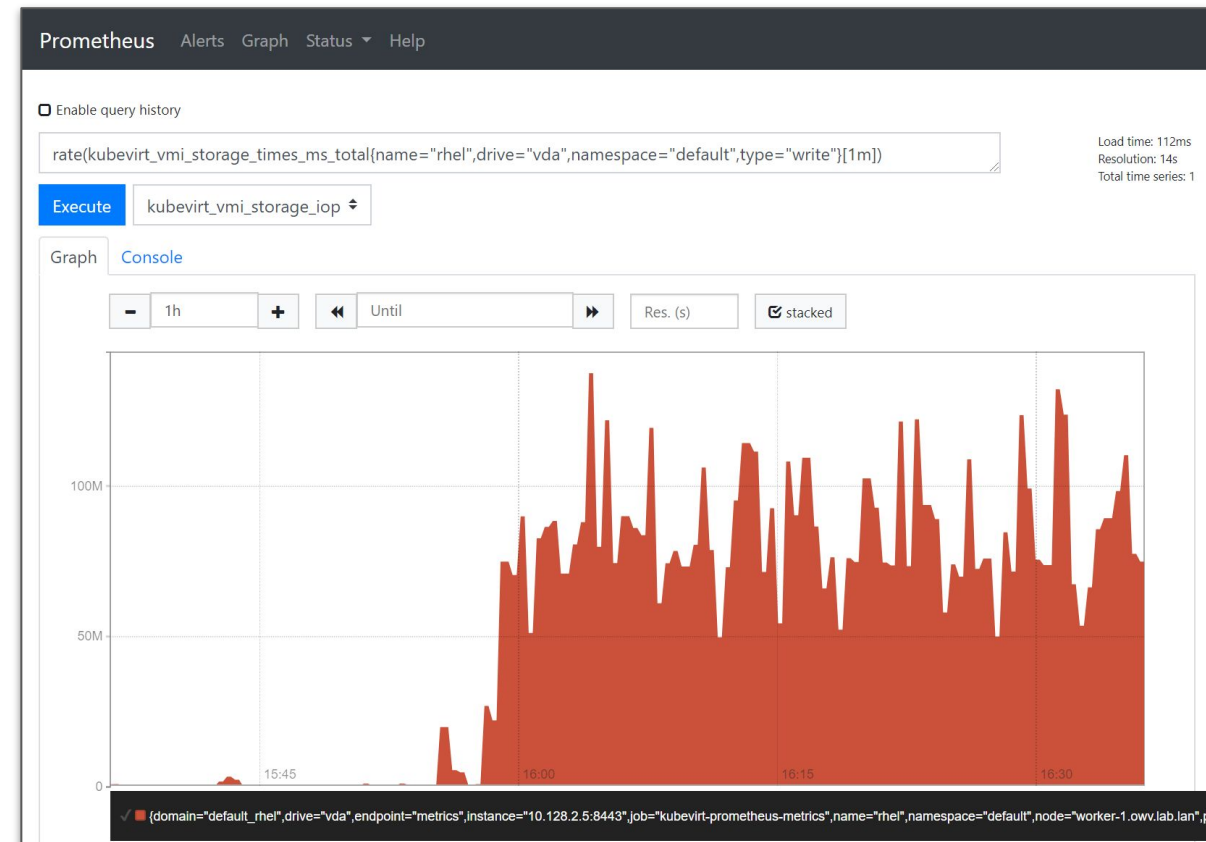 Prometheus Alerts Graph Status Help
Enable query history
rate(kubevirt_vmi_storage_times_ms_total{name="rhel",drive="vda",namespace="default",type="write"}[1m])
Load time: 112ms
Resolution: 14s
Total time series: 1
Execute kubevirt_vmi_storage_iop
Graph Console
1h Until Res. (s) stacked
100M
50M
0
15:45 16:00 16:15 16:30
{domain="default_rhel",drive="vda",endpoint="metrics",instance="10.128.2.5:8443",job="kubevirt-prometheus-metrics",name="rhel",namespace="default",node="worker-1.owv.lab.lan",p